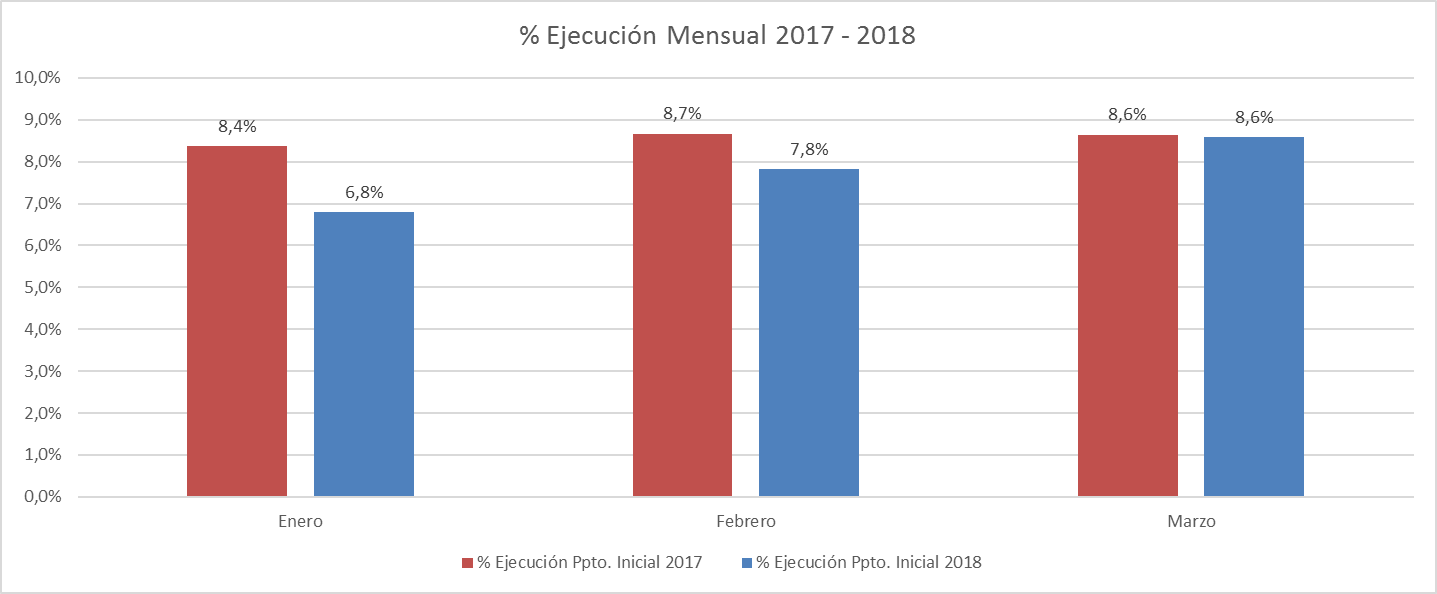 % Ejecución Mensual 2017 - 2018
10,0%
9,0%
8,0%
7,0%
6,0%
5,0%
4,0%
3,0%
2,0%
1,0%
0,0%
8,4%
6,8%
8,7%
7,8%
8,6%
8,6%
Enero
Febrero
Marzo
% Ejecución Ppto. Inicial 2017
% Ejecución Ppto. Inicial 2018